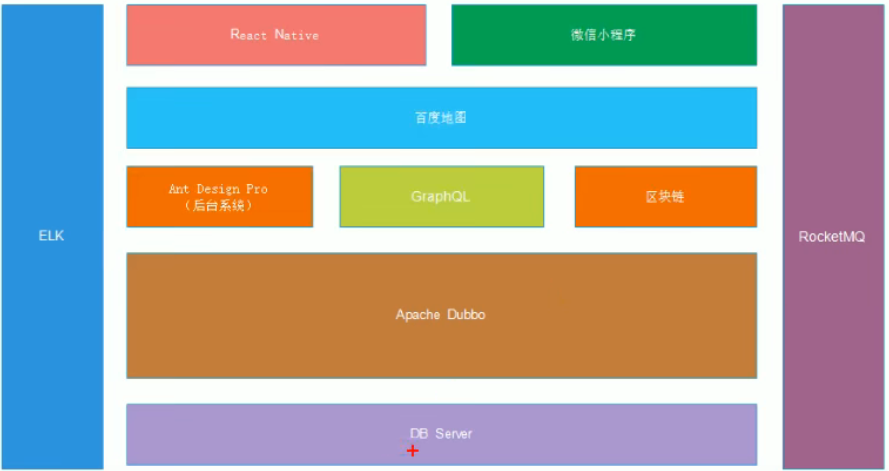 React Native
微信小程序
百度地图
Ant Design Pro
（后台系统）
GraphQL
区块链
ELK
RocketMQ
Apache Dubbo
DB Server